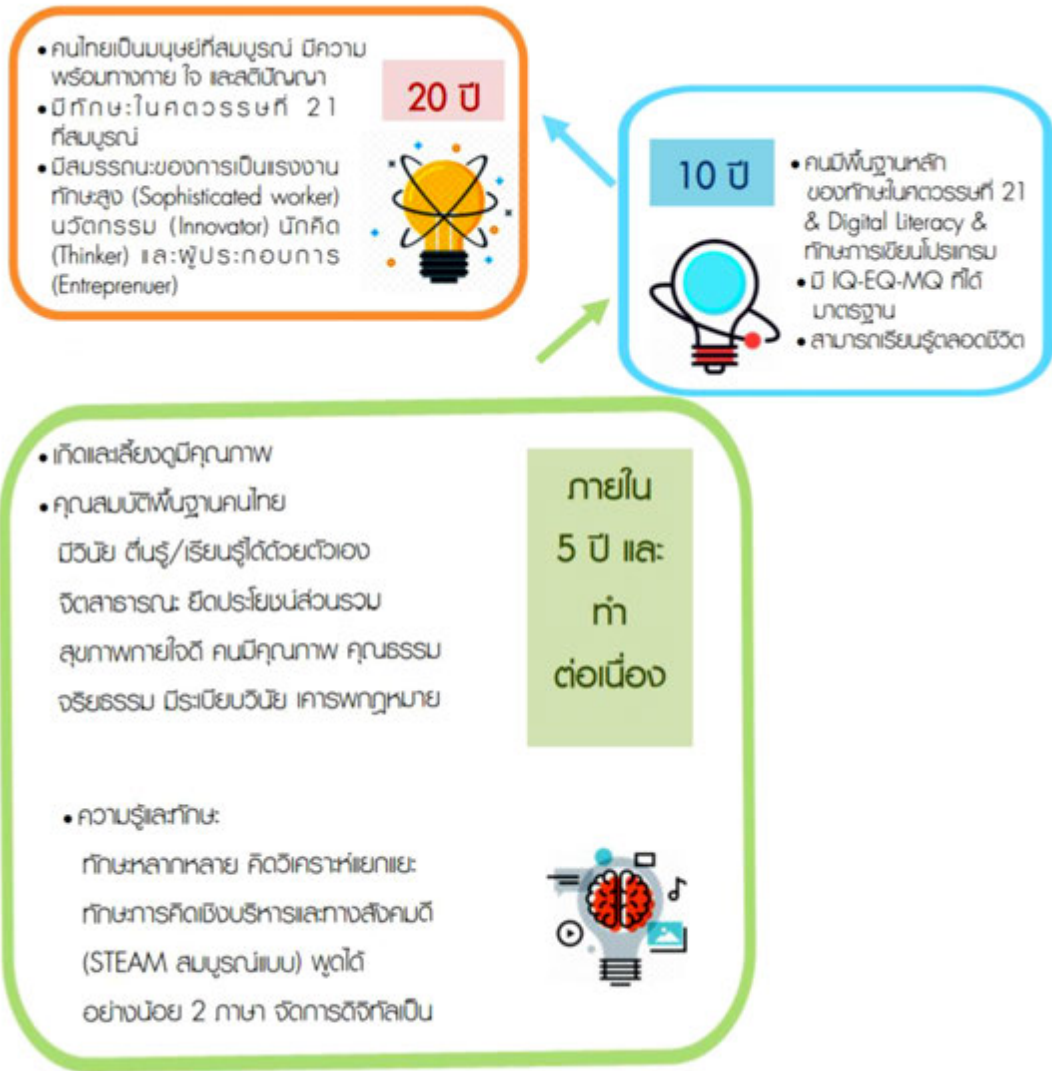 • คนไทยเป็นมนุษย์ที่สมบูรณ์ มีความ
พร้อมทางกาย ใจ และสติปัญญา
• มีทักษะในศตวรรษที่ 21
ที่สมบูรณ์
• มีสมรรถนะของการเป็นแรงงาน
ทักษะสูง (Sophisticated worker)
นวัตกรรม (Innovator) นักคิด
(Thinker) และผู้ประกอบการ
(Entreprenuer)
20 ปี
10 ปี
• คนมีพื้นฐานหลัก
ของทักษะในศตวรรษที่ 21
& Digital Literacy &
ทักษะการเขียนโปรแกรม
• มี IQ-EQ-MQ ที่ได้
มาตรฐาน
• สามารถเรียนรู้ตลอดชีวิต
• เกิดและเลี้ยงดูมีคุณภาพ
• คุณสมบัติพื้นฐานคนไทย
มีวินัย ตื่นรู้/เรียนรู้ได้ด้วยตัวเอง
จิตสาธารณะ ยึดประโยชน์ส่วนรวม
สุขภาพกายใจดี คนมีคุณภาพ คุณธรรม
จริยธรรม มีระเบียบวินัย เคารพกฎหมาย
ภายใน
5 ปี และ
ทำ
ต่อเนื่อง
• ความรู้และทักษะ
ทักษะหลากหลาย คิดวิเคราะห์แยกแยะ
ทักษะการคิดเชิงบริหารและทางสังคมดี
(STEAM สมบูรณ์แบบ) พูดได้
อย่างน้อย 2 ภาษา จัดการดิจิทัลเป็น